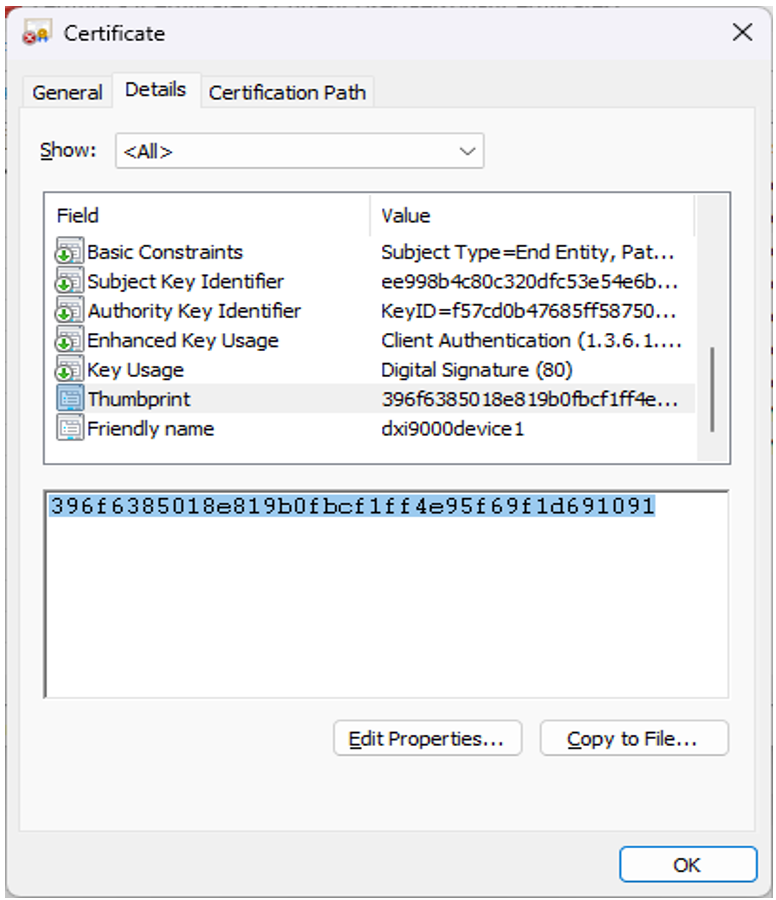 Certificate
General Details Certification Path
Show: <All>
Field Value
Basic Constraints Subject Type=End Entity, Pat...
Subject Key Identifier ee998b4c80c320dfc53e54e6b...
Authority Key Identifier KeyID=f57cd0b47685ff58750...
Enhanced Key Usage Client Authentication (1.3.6.1....
Key Usage Digital Signature (80)
Thumbprint 396f6385018e819b0fbcf1ff4e...
Friendly name dxi9000device1
396f6385018e819b0fbcf1ff4e95f69f1d691091
Edit Properties... Copy to File...
OK